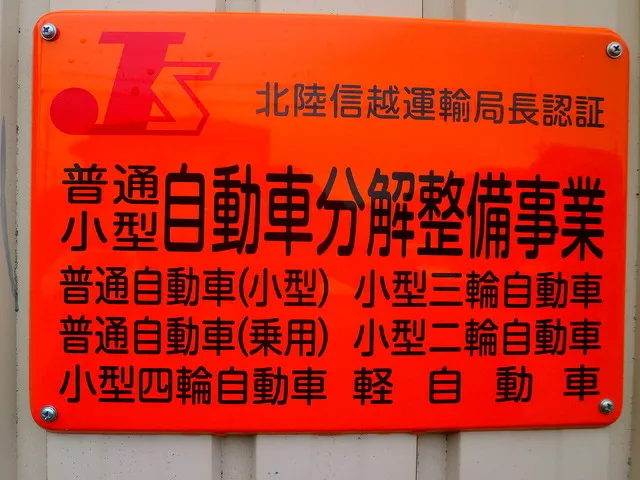 JS
北陸信越運輸局長認証
普通
小型
自動車分解整備事業
普通自動車(小型) 小型三輪自動車
普通自動車(乗用) 小型二輪自動車
小型四輪自動車 軽自動車